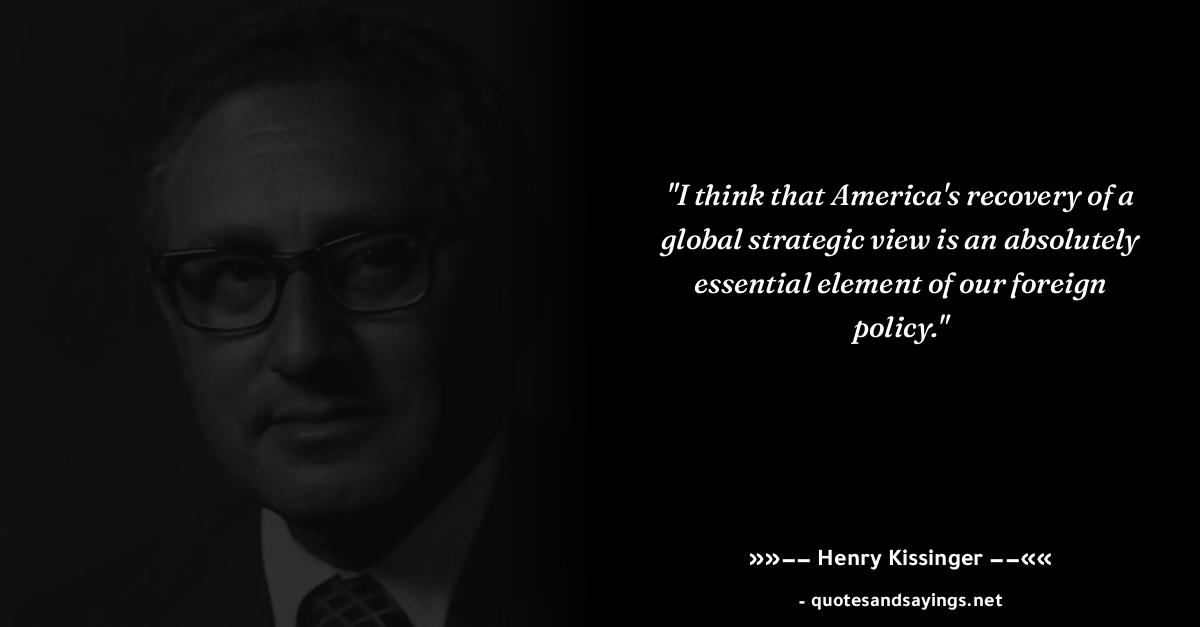 "I think that America's recovery of a
global strategic view is an absolutely
essential element of our foreign
policy."
»»−− Henry Kissinger −−««
- quotesandsayings.net